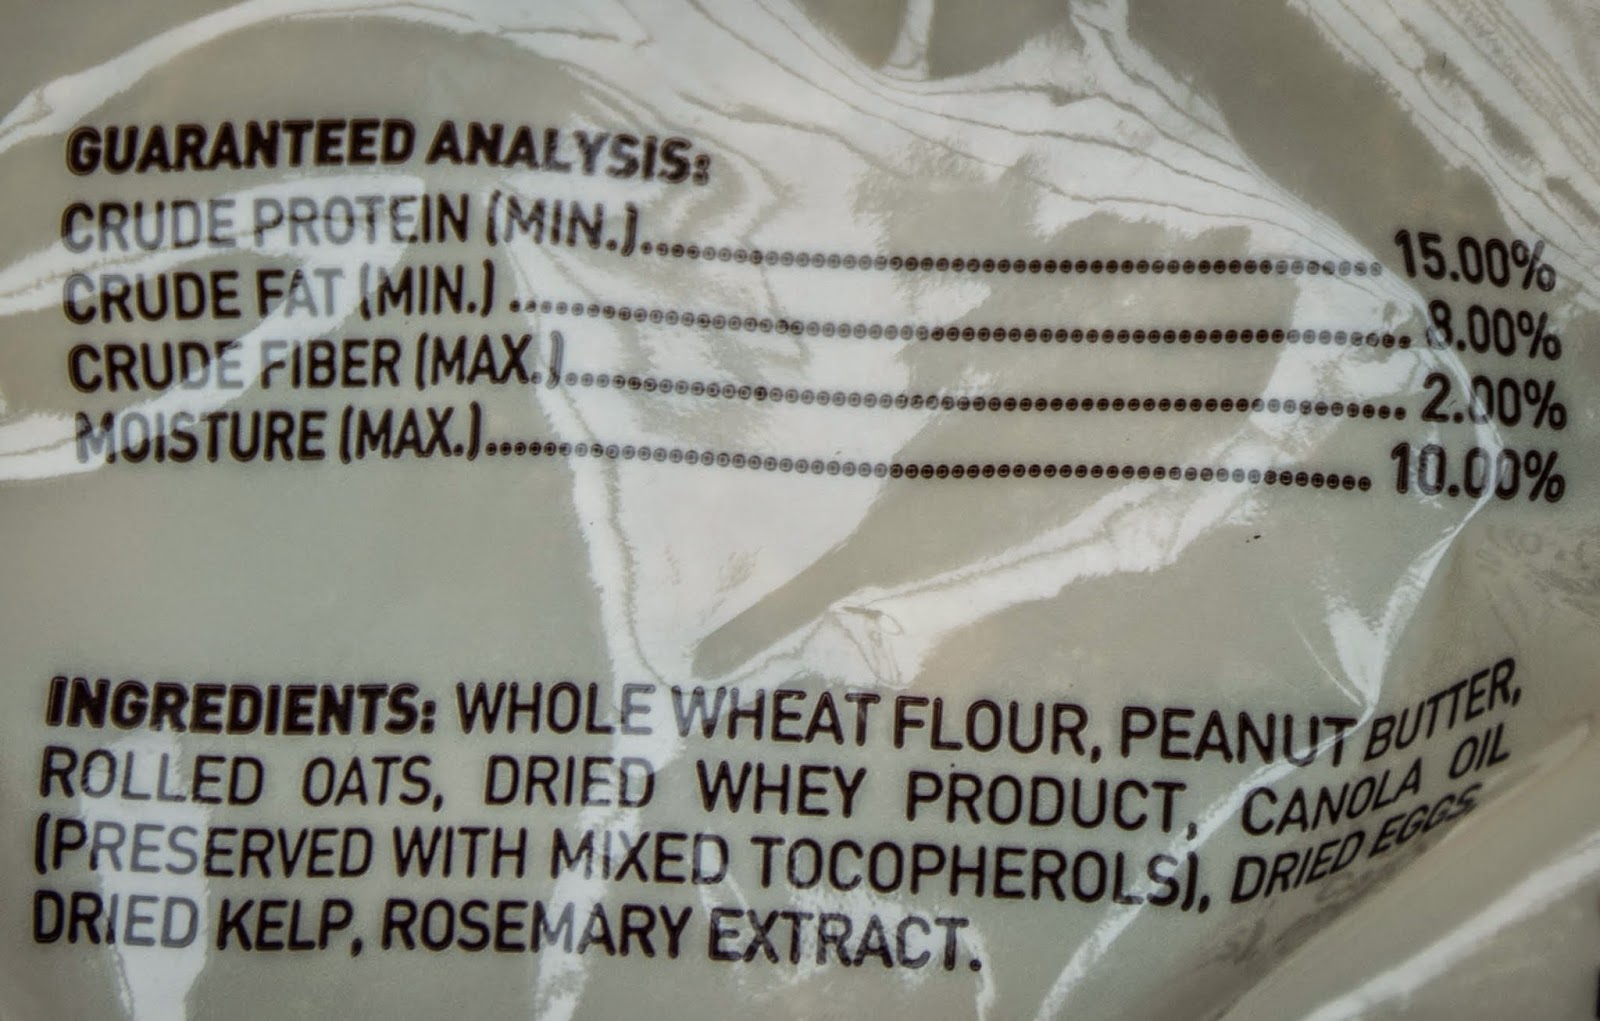 GUARANTEED ANALYSIS:
CRUDE PROTEIN (MIN.)........................................ 15.00%
CRUDE FAT (MIN.) ........................................ 8.00%
CRUDE FIBER (MAX.)........................................ 2.00%
MOISTURE (MAX.)........................................ 10.00%
INGREDIENTS: WHOLE WHEAT FLOUR, PEANUT BUTTER,
ROLLED OATS, DRIED WHEY PRODUCT, CANOLA OIL
(PRESERVED WITH MIXED TOCOPHEROLS), DRIED EGGS
DRIED KELP, ROSEMARY EXTRACT.